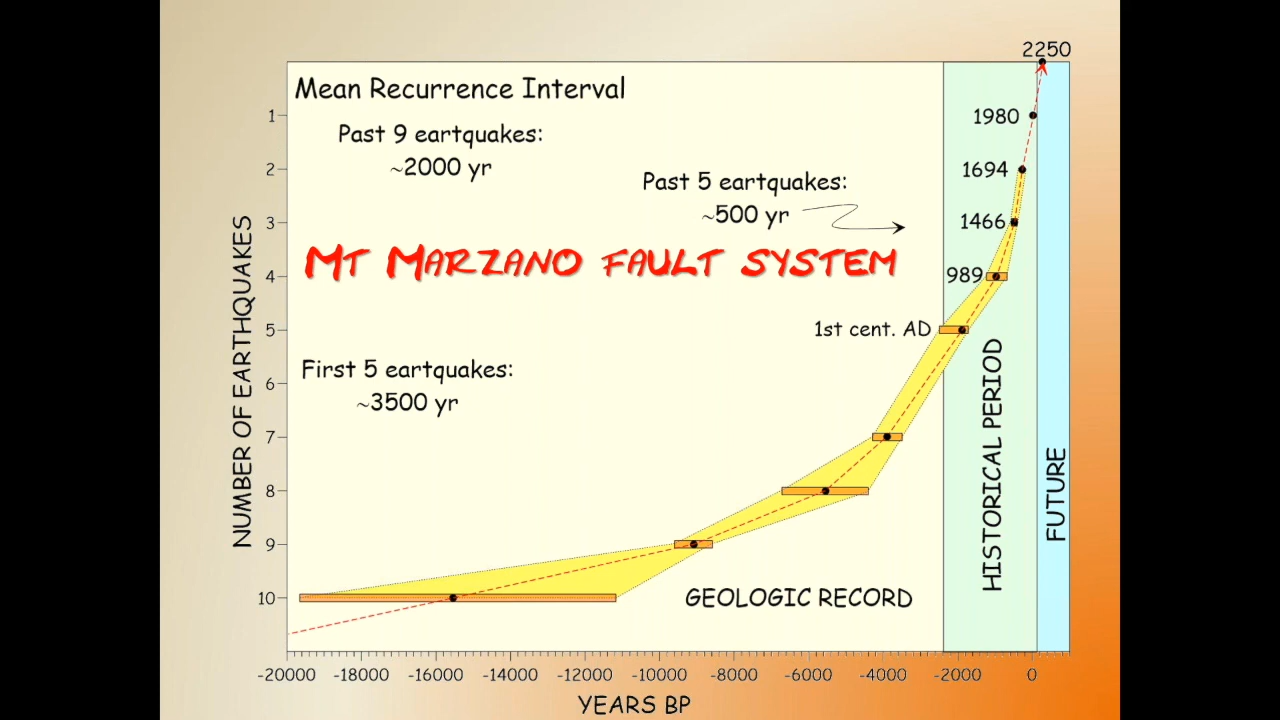 2250
Mean Recurrence Interval
1
1980
Past 9 eartquakes:
~2000 yr
2
1694
Past 5 eartquakes:
~500 yr
3
1466
MT MARZANO FAULT SYSTEM
4
989
5
1st cent. AD
First 5 eartquakes:
~3500 yr
6
7
8
9
10
NUMBER OF EARTHQUAKES
HISTORICAL PERIOD
FUTURE
GEOLOGIC RECORD
-20000 -18000 -16000 -14000 -12000 -10000 -8000 -6000 -4000 -2000 0
YEARS BP